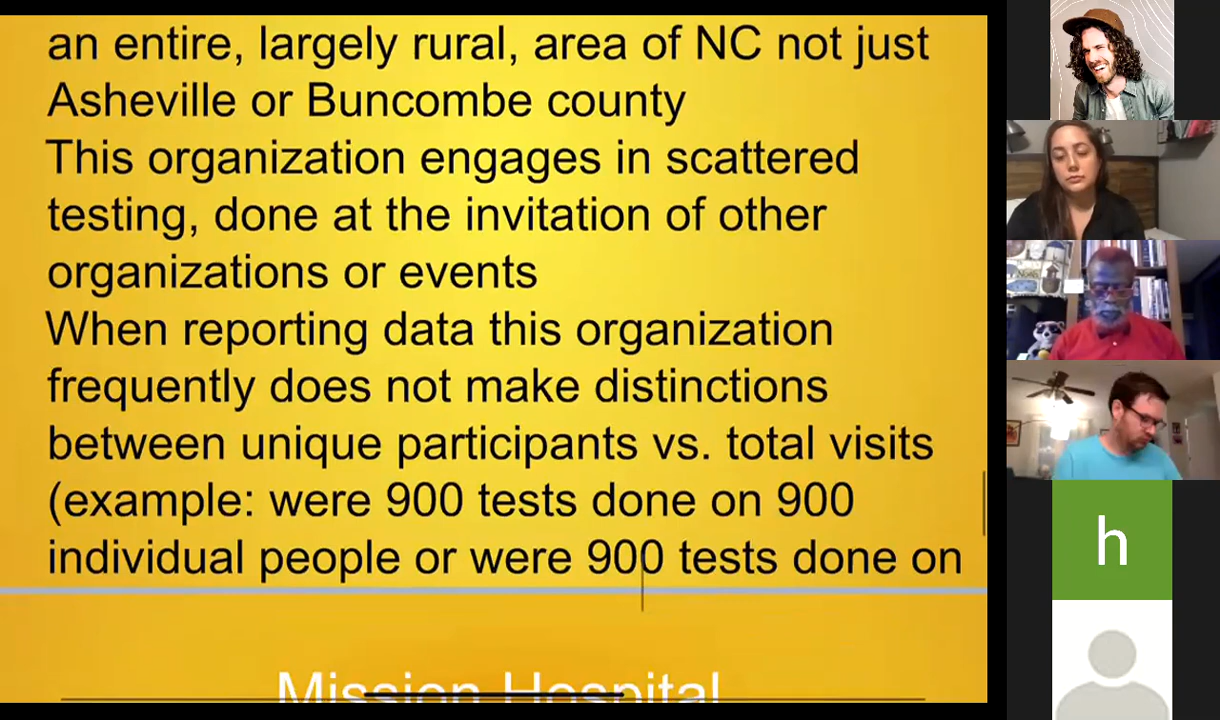 an entire, largely rural, area of NC not just
Asheville or Buncombe county
This organization engages in scattered
testing, done at the invitation of other
organizations or events
When reporting data this organization
frequently does not make distinctions
between unique participants vs. total visits
(example: were 900 tests done on 900
individual people or were 900 tests done on
Mission Hospital
h